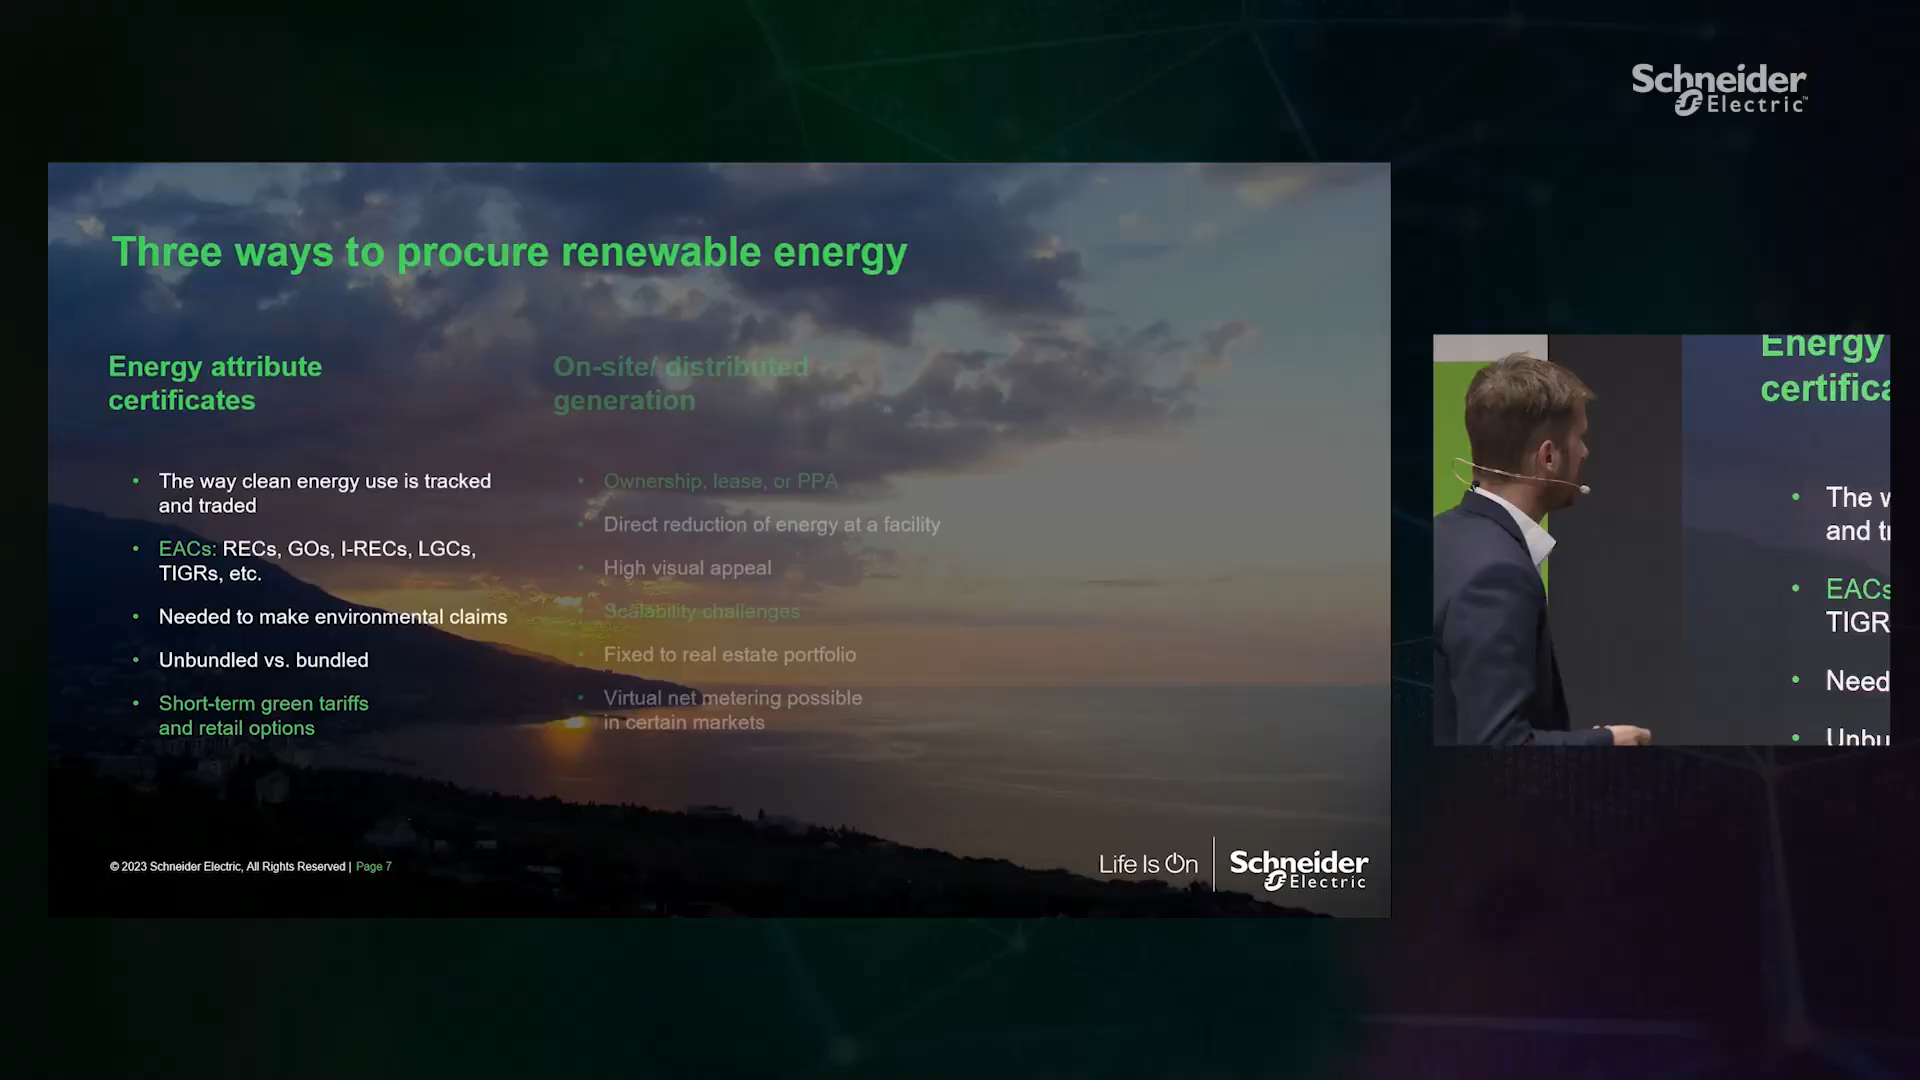 Schneider
Electric
Three ways to procure renewable energy
Energy attribute
certificates
• The way clean energy use is tracked
and traded
• EACs: RECs, GOs, I-RECs, LGCs,
TIGRs, etc.
• Needed to make environmental claims
• Unbundled vs. bundled
• Short-term green tariffs
and retail options
On-site/ distributed
generation
• Ownership, lease, or PPA
• Direct reduction of energy at a facility
• High visual appeal
• Scalability challenges
• Fixed to real estate portfolio
• Virtual net metering possible
in certain markets
© 2023 Schneider Electric, All Rights Reserved | Page 7
Life Is On
Schneider
Electric
Energy
certifica
• The w
and tr
• EACs
TIGR
• Need
• Unbu